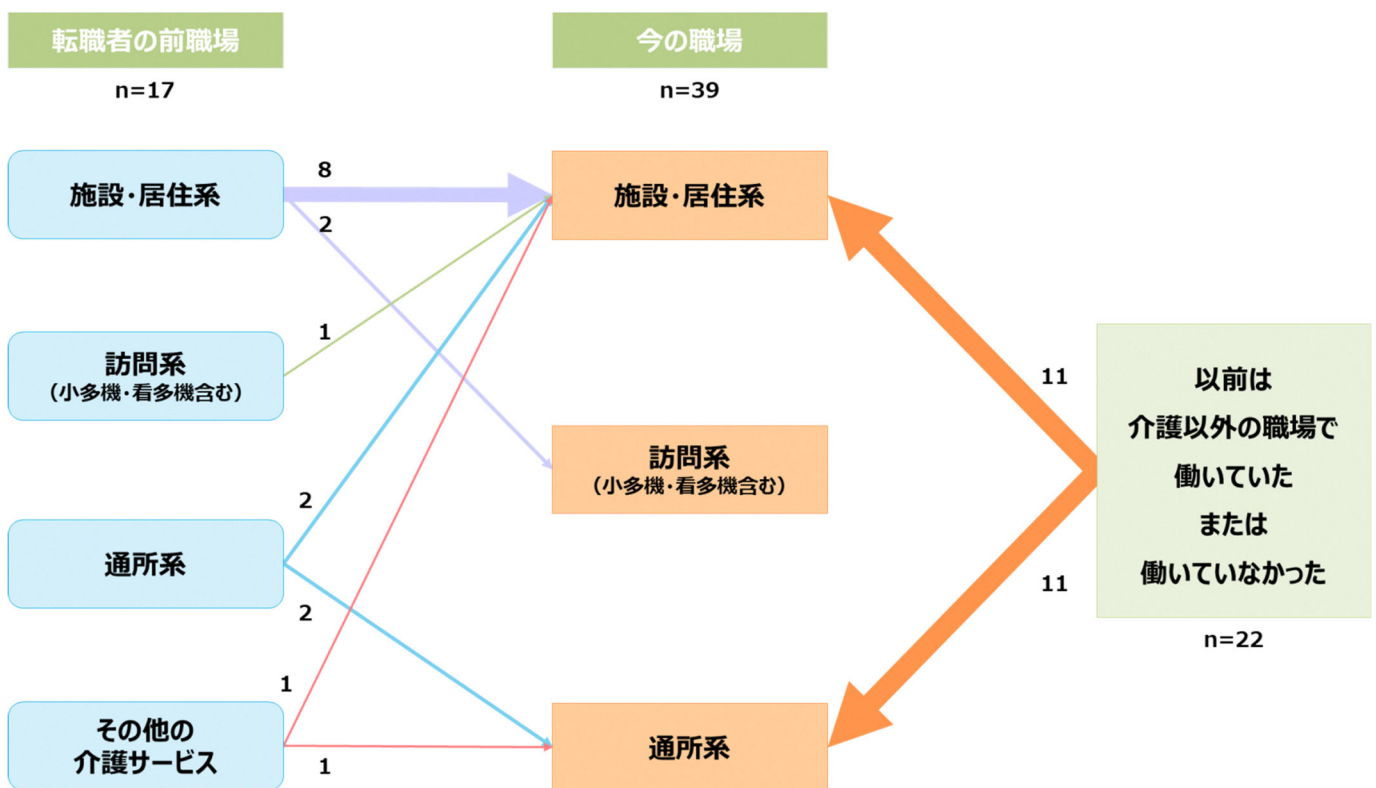 転職者の前職場
n=17
今の職場
n=39
施設・居住系
8
2
施設・居住系
訪問系
(小多機・看多機含む)
1
訪問系
(小多機・看多機含む)
通所系
2
2
その他の
介護サービス
1
1
通所系
11
11
以前は
介護以外の職場で
働いていた
または
働いていなかった
n=22